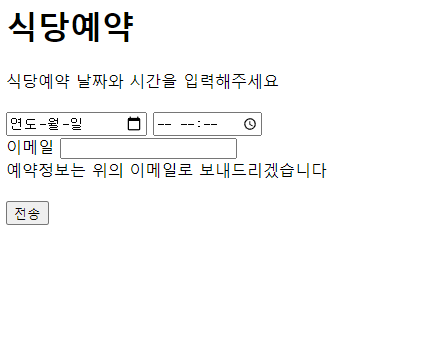 식당예약
식당예약 날짜와 시간을 입력해주세요
연도-월-일 -- --:--
이메일
예약정보는 위의 이메일로 보내드리겠습니다
전송